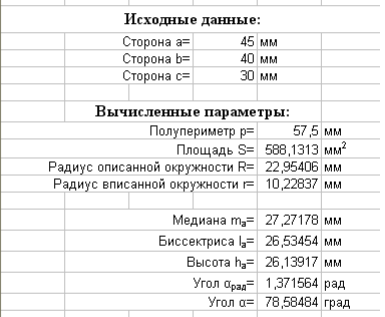 Исходные данные:
Сторона a= 45 мм
Сторона b= 40 мм
Сторона c= 30 мм
Вычисленные параметры:
Полупериметр p= 57,5 мм
Площадь S= 588,1313 мм²
Радиус описанной окружности R= 22,95406 мм
Радиус вписанной окружности r= 10,22837 мм
Медиана mₐ= 27,27178 мм
Биссектриса lₐ= 26,53454 мм
Высота hₐ= 26,13917 мм
Угол αрад= 1,371564 рад
Угол α= 78,58484 град